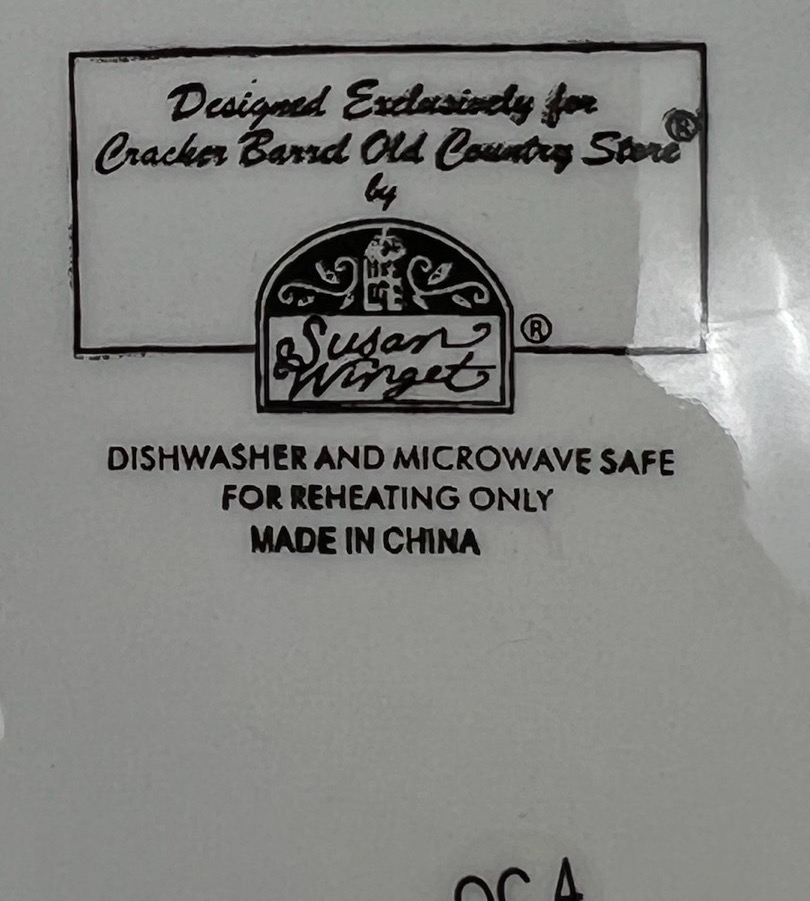 Designed Exclusively for
Cracker Barrel Old Country Store®
by
Susan
Winget ®
DISHWASHER AND MICROWAVE SAFE
FOR REHEATING ONLY
MADE IN CHINA